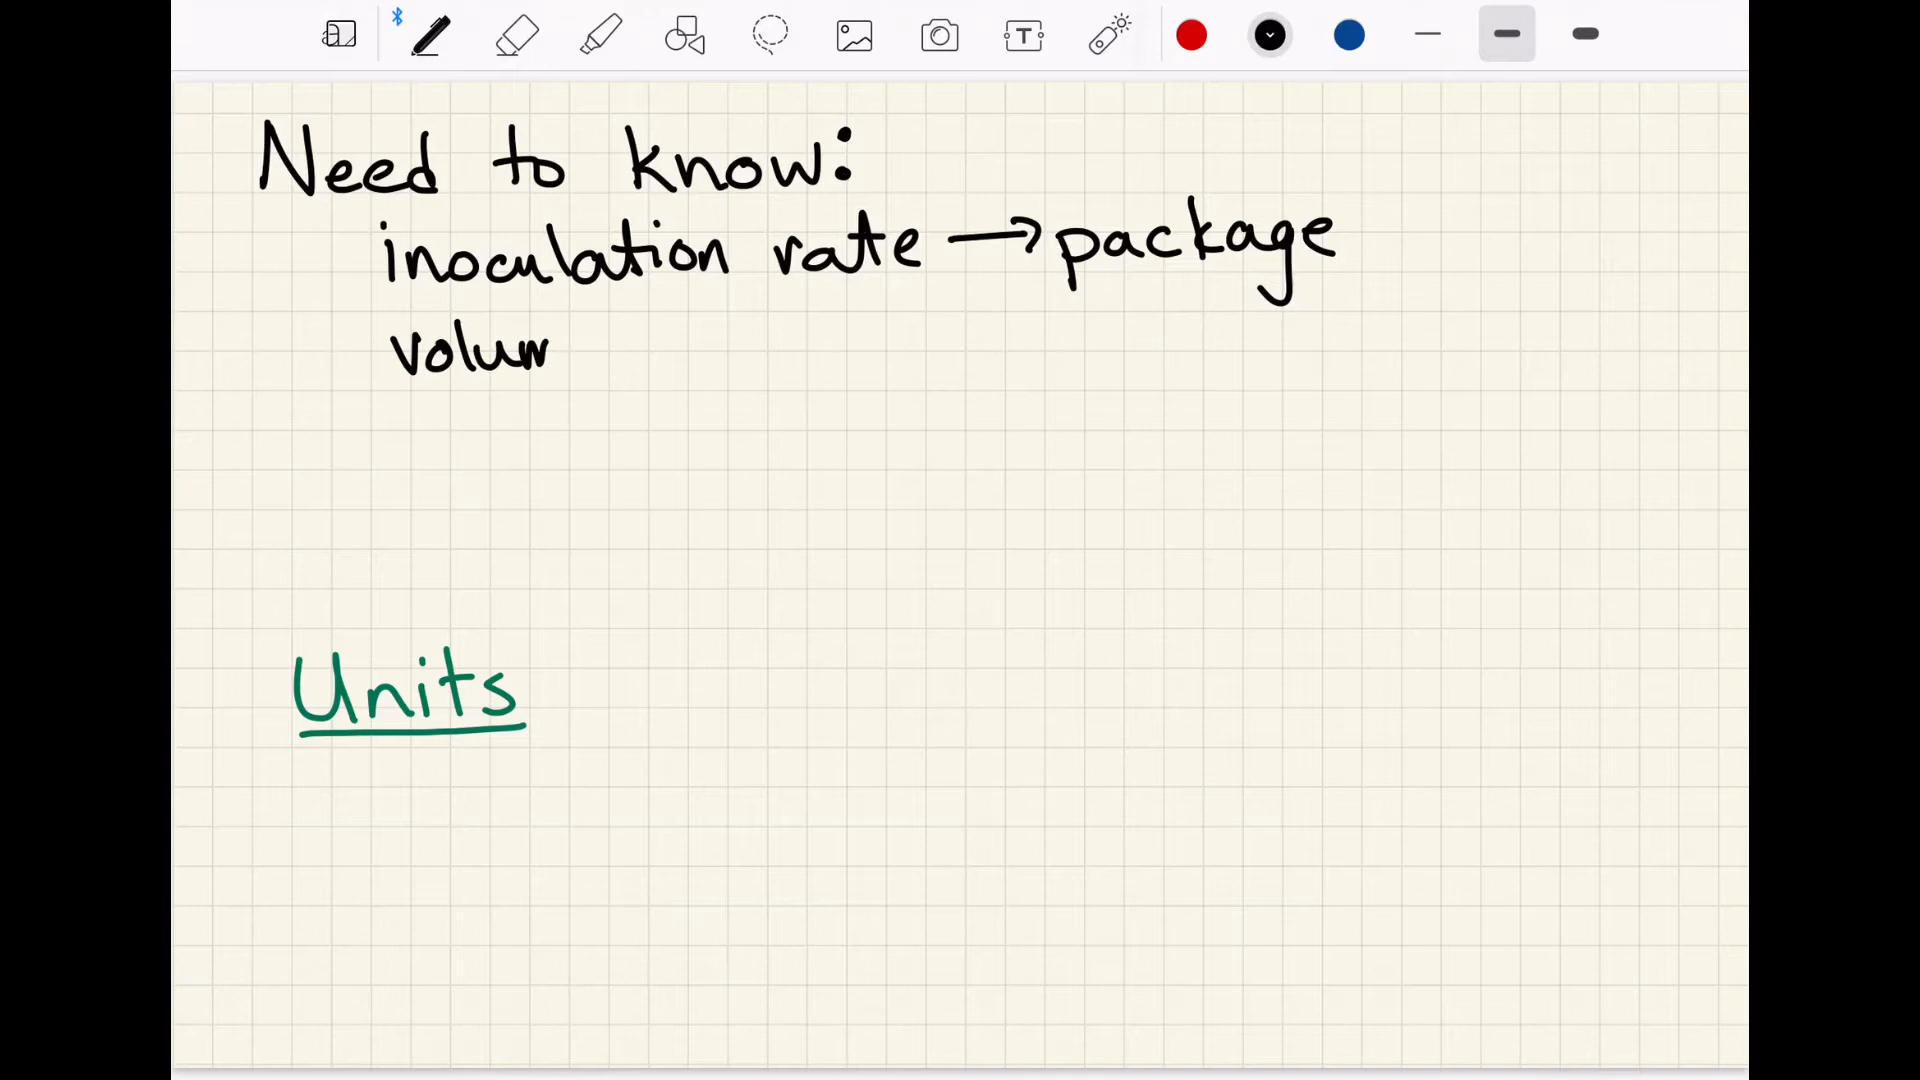 Need to know:
inoculation rate → package
volum
Units